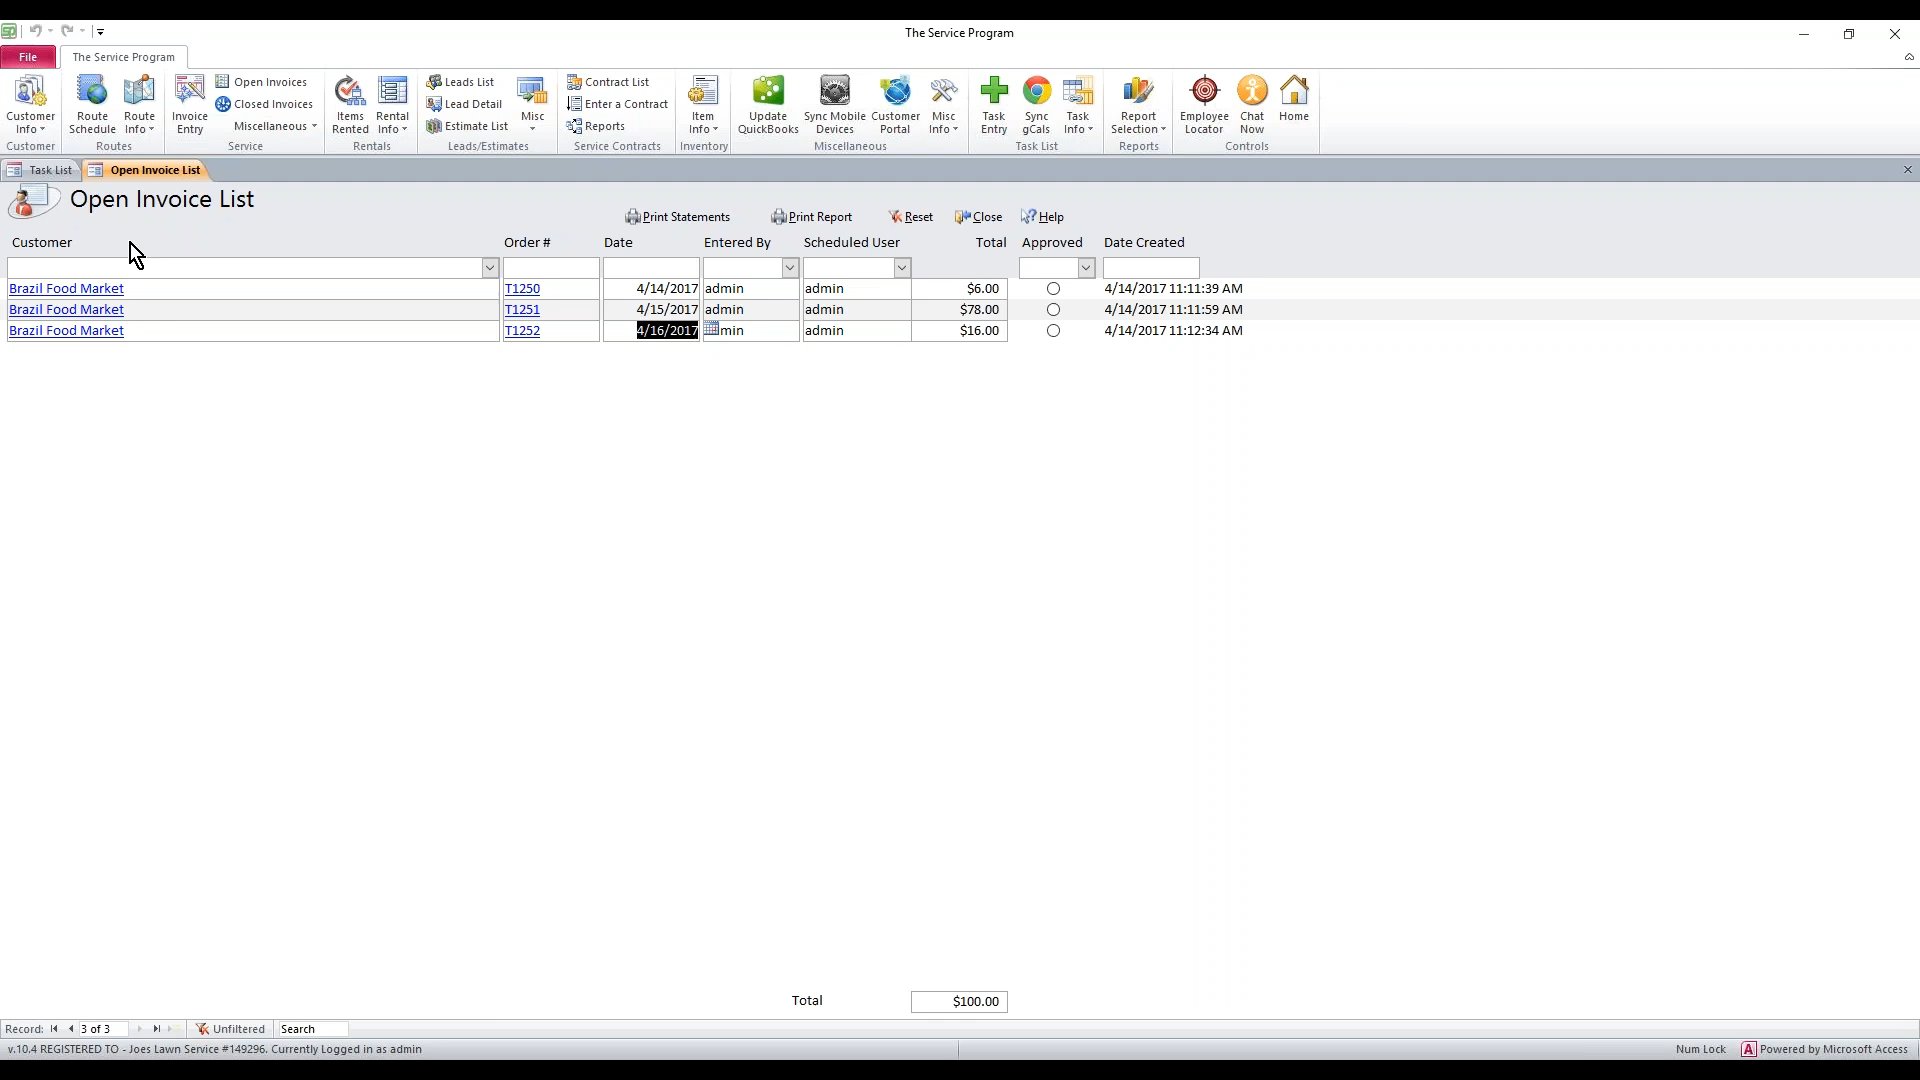 The Service Program
File The Service Program
Customer Info Route Schedule Route Info Invoice Entry Open Invoices Closed Invoices Miscellaneous Items Rented Rental Info Leads List Lead Detail Estimate List Misc Contract List Enter a Contract Reports Item Info Update QuickBooks Sync Mobile Devices Customer Portal Misc Info Task Entry Sync gCals Task Info Report Selection Employee Locator Chat Now Home
Customer Routes Service Rentals Leads/Estimates Service Contracts Inventory Miscellaneous Task List Reports Controls
Task List Open Invoice List
Open Invoice List
Print Statements Print Report Reset Close Help
Customer Order # Date Entered By Scheduled User Total Approved Date Created
Brazil Food Market T1250 4/14/2017 admin admin $6.00 4/14/2017 11:11:39 AM
Brazil Food Market T1251 4/15/2017 admin admin $78.00 4/14/2017 11:11:59 AM
Brazil Food Market T1252 4/16/2017 min admin $16.00 4/14/2017 11:12:34 AM
Total $100.00
Record: 3 of 3 Unfiltered Search
v.10.4 REGISTERED TO - Joes Lawn Service #149296. Currently Logged in as admin Num Lock Powered by Microsoft Access